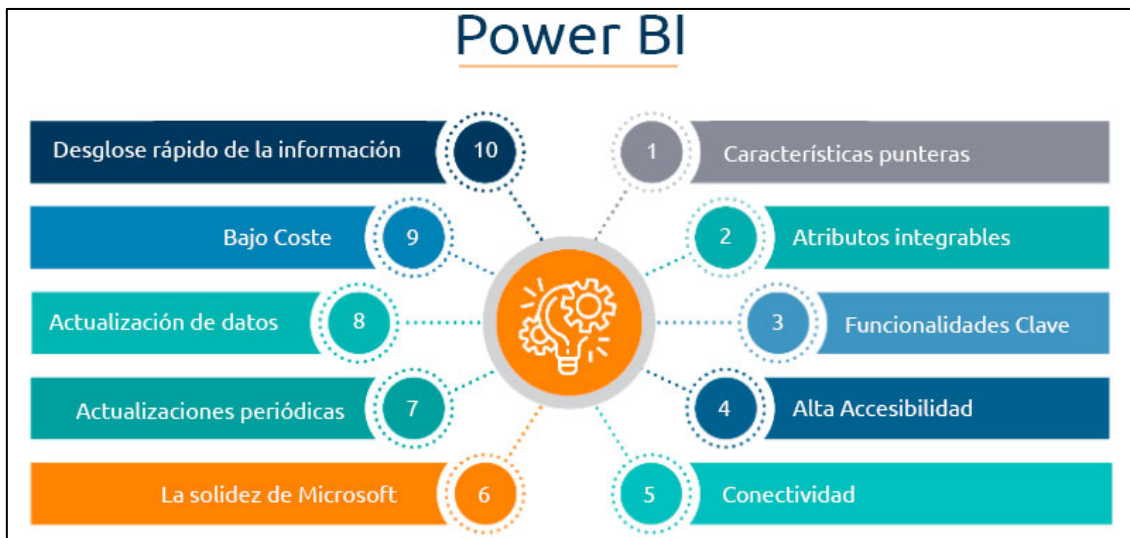 Power BI
Desglose rápido de la información
10
1
Características punteras
Bajo Coste
9
2
Atributos integrables
Actualización de datos
8
3
Funcionalidades Clave
Actualizaciones periódicas
7
4
Alta Accesibilidad
La solidez de Microsoft
6
5
Conectividad